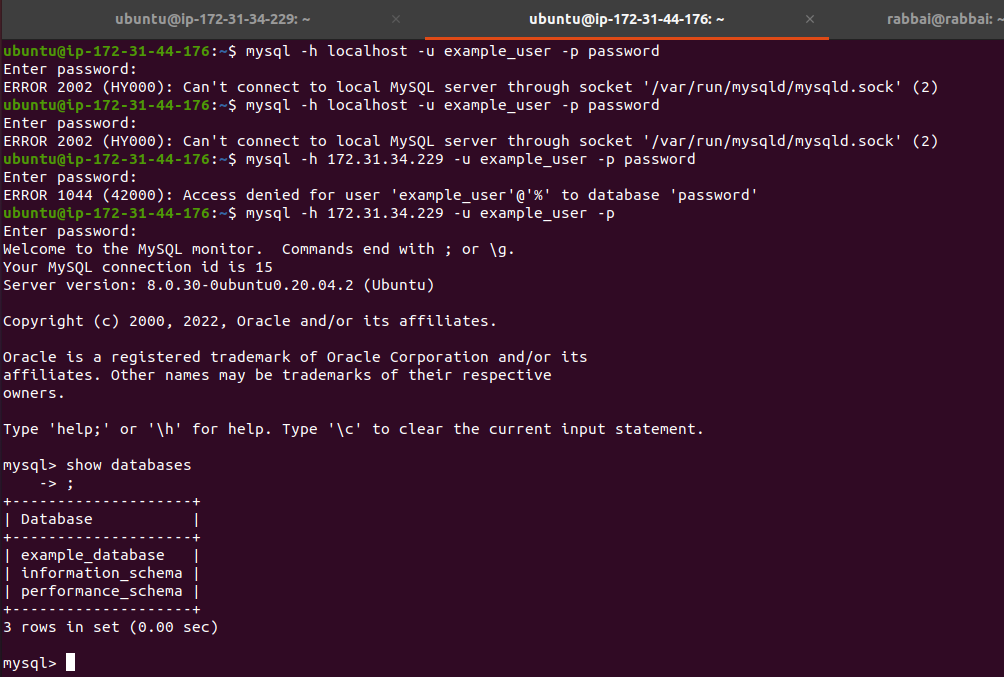 ubuntu@ip-172-31-34-229: ~ × ubuntu@ip-172-31-44-176: ~ × rabbai@rabbai: ~
ubuntu@ip-172-31-44-176:~$ mysql -h localhost -u example_user -p password
Enter password:
ERROR 2002 (HY000): Can't connect to local MySQL server through socket '/var/run/mysqld/mysqld.sock' (2)
ubuntu@ip-172-31-44-176:~$ mysql -h localhost -u example_user -p password
Enter password:
ERROR 2002 (HY000): Can't connect to local MySQL server through socket '/var/run/mysqld/mysqld.sock' (2)
ubuntu@ip-172-31-44-176:~$ mysql -h 172.31.34.229 -u example_user -p password
Enter password:
ERROR 1044 (42000): Access denied for user 'example_user'@'%' to database 'password'
ubuntu@ip-172-31-44-176:~$ mysql -h 172.31.34.229 -u example_user -p
Enter password:
Welcome to the MySQL monitor.  Commands end with ; or \g.
Your MySQL connection id is 15
Server version: 8.0.30-0ubuntu0.20.04.2 (Ubuntu)

Copyright (c) 2000, 2022, Oracle and/or its affiliates.

Oracle is a registered trademark of Oracle Corporation and/or its
affiliates. Other names may be trademarks of their respective
owners.

Type 'help;' or '\h' for help. Type '\c' to clear the current input statement.

mysql> show databases
    -> ;
+--------------------+
| Database           |
+--------------------+
| example_database   |
| information_schema |
| performance_schema |
+--------------------+
3 rows in set (0.00 sec)

mysql>